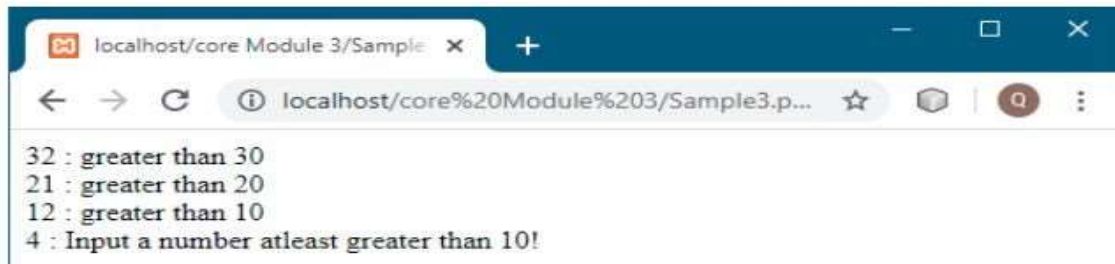 localhost/core Module 3/Sample
localhost/core%20Module%203/Sample3.p...
Q
32 : greater than 30
21 : greater than 20
12 : greater than 10
4 : Input a number atleast greater than 10!